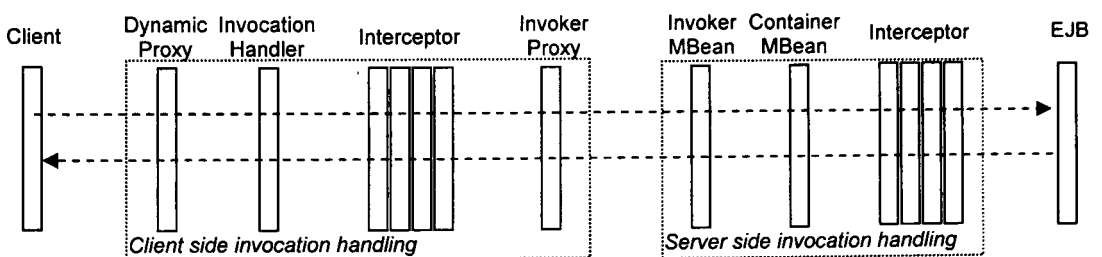 Client
Dynamic Proxy
Invocation Handler
Interceptor
Invoker Proxy
Invoker MBean
Container MBean
Interceptor
EJB
Client side invocation handling
Server side invocation handling